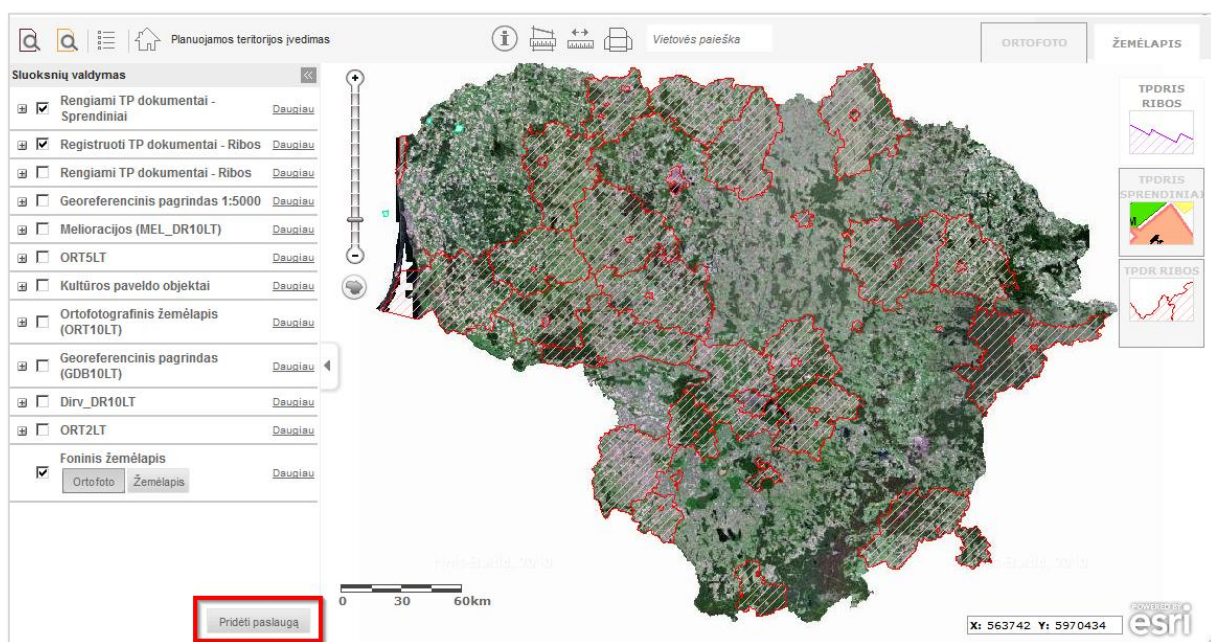 Planuojamos teritorijos įvedimas
Vietovės paieška
ORTOFOTO
ŽEMĖLAPIS
Sluoksnių valdymas
Rengiami TP dokumentai -
Sprendiniai
Daugiau
Registruoti TP dokumentai - Ribos
Daugiau
Rengiami TP dokumentai - Ribos
Daugiau
Georeferencinis pagrindas 1:5000
Daugiau
Melioracijos (MEL_DR10LT)
Daugiau
ORT5LT
Daugiau
Kultūros paveldo objektai
Daugiau
Ortofotografinis žemėlapis
(ORT10LT)
Daugiau
Georeferencinis pagrindas
(GDB10LT)
Daugiau
Dirv_DR10LT
Daugiau
ORT2LT
Daugiau
Foninis žemėlapis
Ortofoto
Žemėlapis
Daugiau
Pridėti paslaugą
TPDRIS
RIBOS
TPDRIS
SPRENDINIAI
TPDR RIBOS
0 30 60km
X: 563742 Y: 5970434
POWERED BY
esri